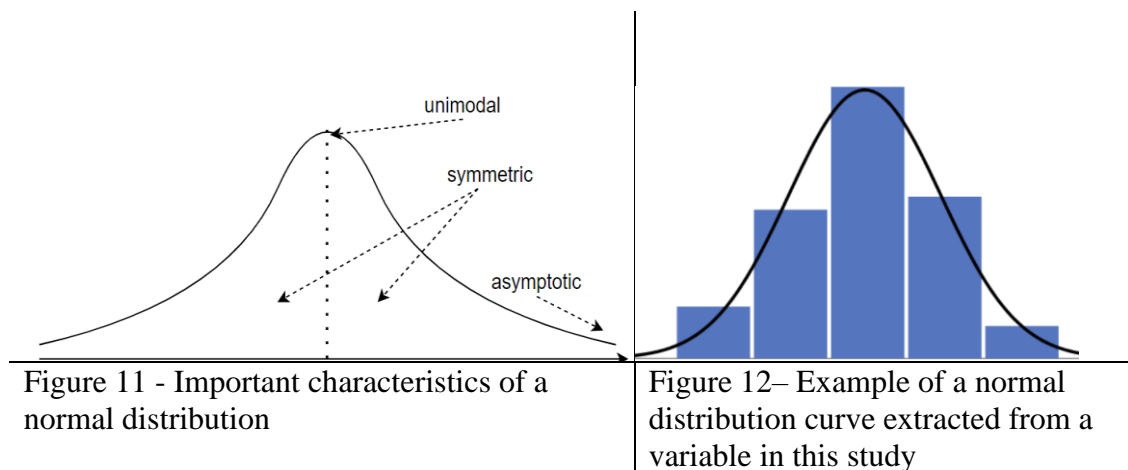 unimodal
symmetric
asymptotic
Figure 11 - Important characteristics of a
normal distribution
Figure 12– Example of a normal
distribution curve extracted from a
variable in this study